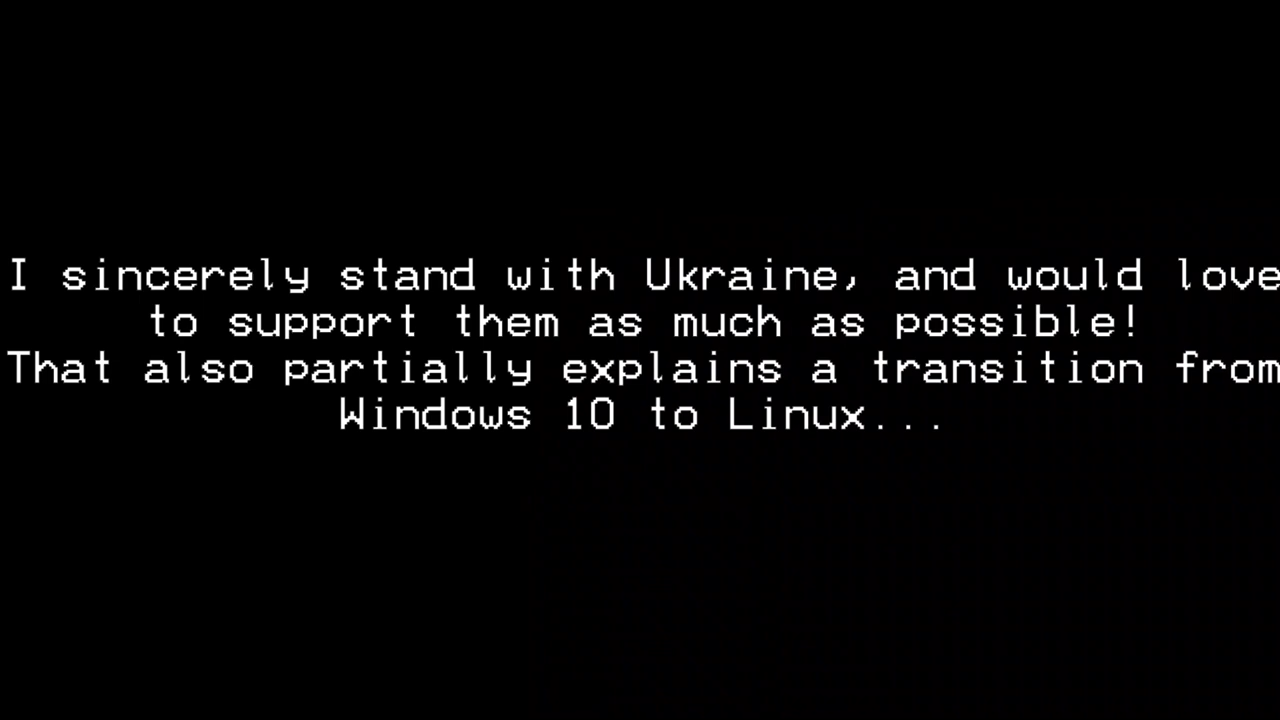 I sincerely stand with Ukraine, and would love
to support them as much as possible!
That also partially explains a transition from
Windows 10 to Linux...